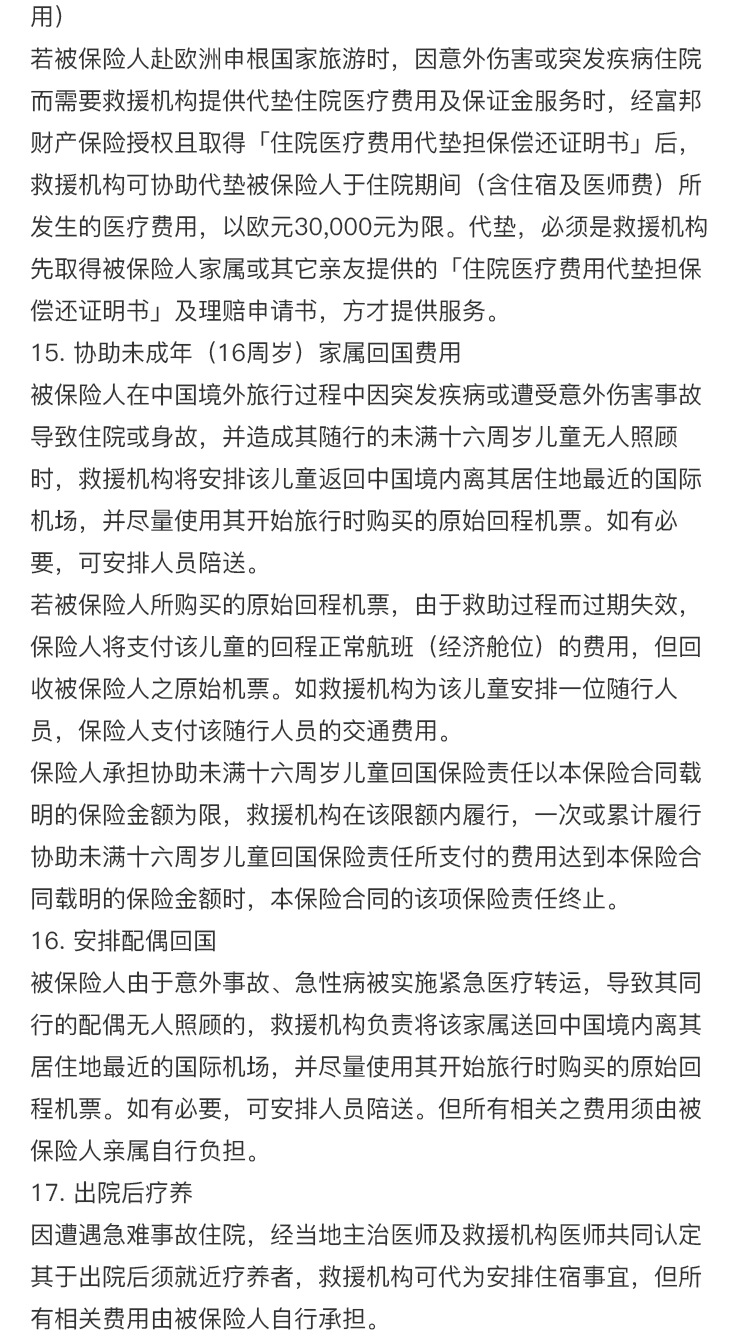 用）
若被保险人赴欧洲申根国家旅游时，因意外伤害或突发疾病住院
而需要救援机构提供代垫住院医疗费用及保证金服务时，经富邦
财产保险授权且取得「住院医疗费用代垫担保偿还证明书」后，
救援机构可协助代垫被保险人于住院期间（含住宿及医师费）所
发生的医疗费用，以欧元30,000元为限。代垫，必须是救援机构
先取得被保险人家属或其它亲友提供的「住院医疗费用代垫担保
偿还证明书」及理赔申请书，方才提供服务。
15. 协助未成年（16周岁）家属回国费用
被保险人在中国境外旅行过程中因突发疾病或遭受意外伤害事故
导致住院或身故，并造成其随行的未满十六周岁儿童无人照顾
时，救援机构将安排该儿童返回中国境内离其居住地最近的国际
机场，并尽量使用其开始旅行时购买的原始回程机票。如有必
要，可安排人员陪送。
若被保险人所购买的原始回程机票，由于救助过程而过期失效，
保险人将支付该儿童的回程正常航班（经济舱位）的费用，但回
收被保险人之原始机票。如救援机构为该儿童安排一位随行人
员，保险人支付该随行人员的交通费用。
保险人承担协助未满十六周岁儿童回国保险责任以本保险合同载
明的保险金额为限，救援机构在该限额内履行，一次或累计履行
协助未满十六周岁儿童回国保险责任所支付的费用达到本保险合
同载明的保险金额时，本保险合同的该项保险责任终止。
16. 安排配偶回国
被保险人由于意外事故、急性病被实施紧急医疗转运，导致其同
行的配偶无人照顾的，救援机构负责将该家属送回中国境内离其
居住地最近的国际机场，并尽量使用其开始旅行时购买的原始回
程机票。如有必要，可安排人员陪送。但所有相关之费用须由被
保险人亲属自行负担。
17. 出院后疗养
因遭遇急难事故住院，经当地主治医师及救援机构医师共同认定
其于出院后须就近疗养者，救援机构可代为安排住宿事宜，但所
有相关费用由被保险人自行承担。